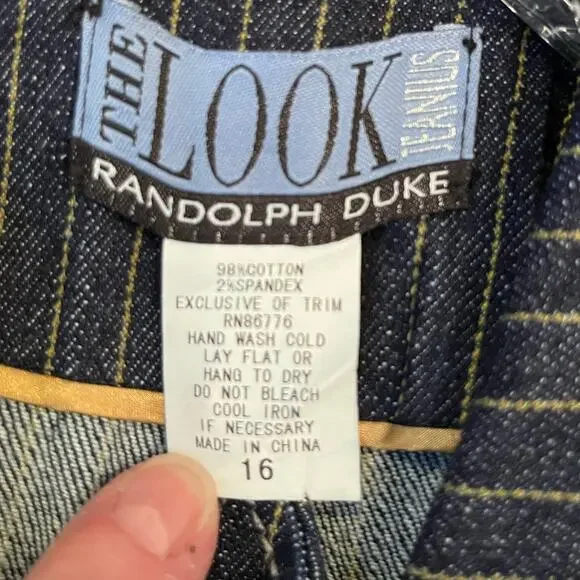 THE LOOK JEANIUS
RANDOLPH DUKE
98%COTTON
2%SPANDEX
EXCLUSIVE OF TRIM
RN86776
HAND WASH COLD
LAY FLAT OR
HANG TO DRY
DO NOT BLEACH
COOL IRON
IF NECESSARY
MADE IN CHINA
16